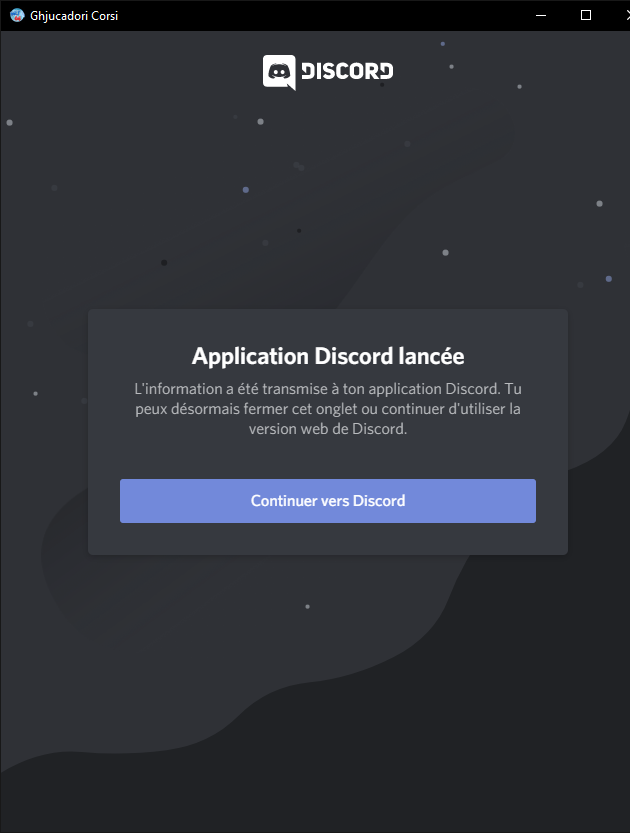 Ghjucadori Corsi
DISCORD
Application Discord lancée
L'information a été transmise à ton application Discord. Tu
peux désormais fermer cet onglet ou continuer d'utiliser la
version web de Discord.
Continuer vers Discord